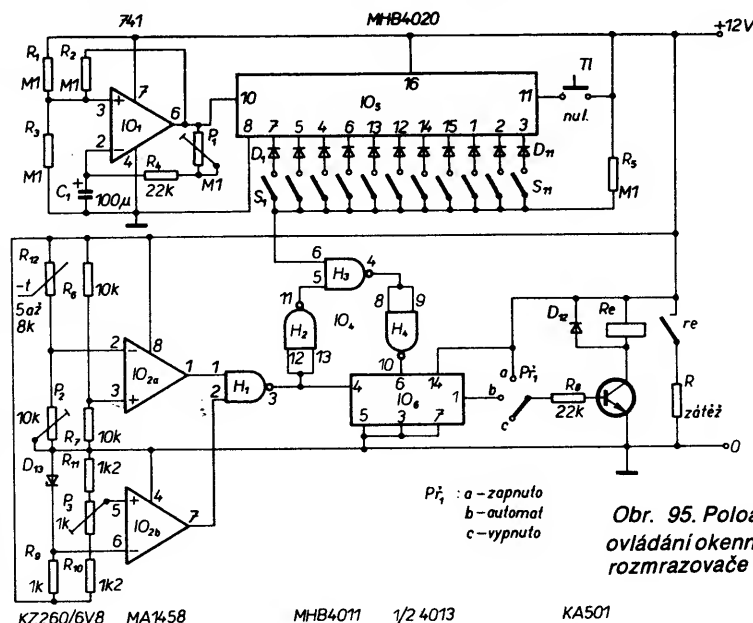 741
MHB4020
+12V
R1
M1
R2
M1
7
3
+
6
IO1
2
−
4
P1
M1
R3
M1
R4
22k
C1
+
100μ
10
16
IO5
11
Tl
nul.
8 7 5 4 6 13 12 14 15 1 2 3
D1
D11
S1
S11
R5
M1
R12
−t
5až
8k
R6
10k
8
2
−
IO2a
1
3
+
P2
10k
R7
10k
D13
R11
1k2
P3
1k
5
+
4
IO2b
7
6
−
R9
1k
R10
1k2
1
H1
2
3
11
H2
12
13
6
H3
4
5
IO4
8
9
H4
10
4
6
14
IO6
1
5
3
7
a
Př1
b
c
R8
22k
D12
Re
re
R
zátěž
0
Př1 : a – zapnuto
b – automat
c – vypnuto
Obr. 95. Poloa
ovládání okenn
rozmrazovače
KZ260/6V8 MA1458 MHB4011 1/2 4013 KA501